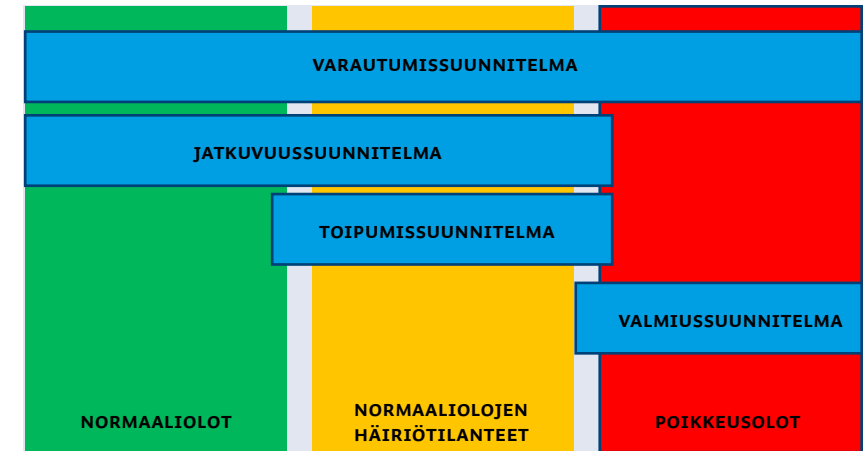 VARAUTUMISSUUNNITELMA
JATKUVUUSSUUNNITELMA
TOIPUMISSUUNNITELMA
VALMIUSSUUNNITELMA
NORMAALIOLOT
NORMAALIOLOJEN
HÄIRIÖTILANTEET
POIKKEUSOLOT